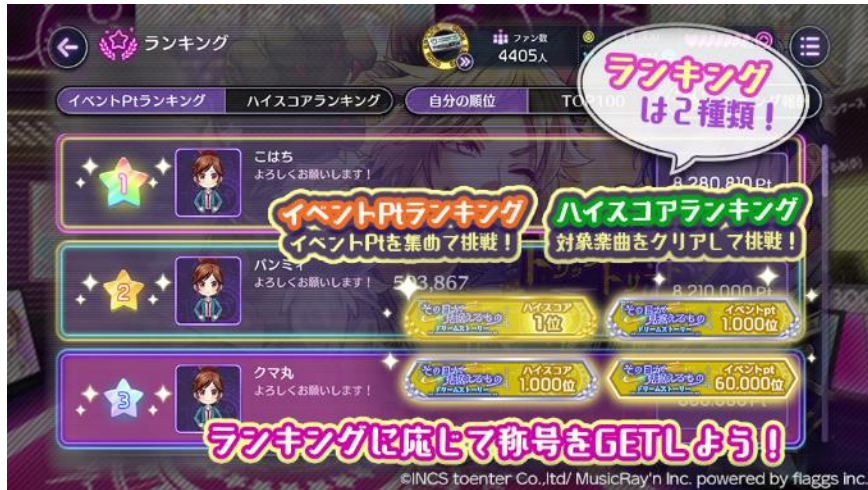 ランキング
ファン数
4405人
ランキング
は2種類！
イベントPtランキング
ハイスコアランキング
自分の順位
TOP100
1
こはち
よろしくお願いします！
8,280,810 Pt
イベントPtランキング
イベントPtを集めて挑戦！
ハイスコアランキング
対象楽曲をクリアして挑戦！
2
バンミィ
よろしくお願いします！
8,210,000 Pt
その目が
見据えるもの
ドリームストーリー
ハイスコア
1位
その目が
見据えるもの
ドリームストーリー
イベントpt
1,000位
3
クマ丸
よろしくお願いします！
その目が
見据えるもの
ドリームストーリー
ハイスコア
1,000位
その目が
見据えるもの
ドリームストーリー
イベントpt
60,000位
ランキングに応じて称号をGETしよう！
©INCS toenter Co.,ltd/ MusicRay'n Inc. powered by flaggs inc.